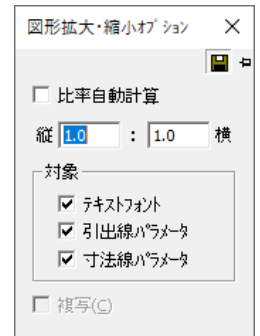 図形拡大･縮小ｵﾌﾟｼｮﾝ
比率自動計算
縦 1.0 : 1.0 横
対象
ﾃｷｽﾄﾌｫﾝﾄ
引出線ﾊﾟﾗﾒｰﾀ
寸法線ﾊﾟﾗﾒｰﾀ
複写(C)